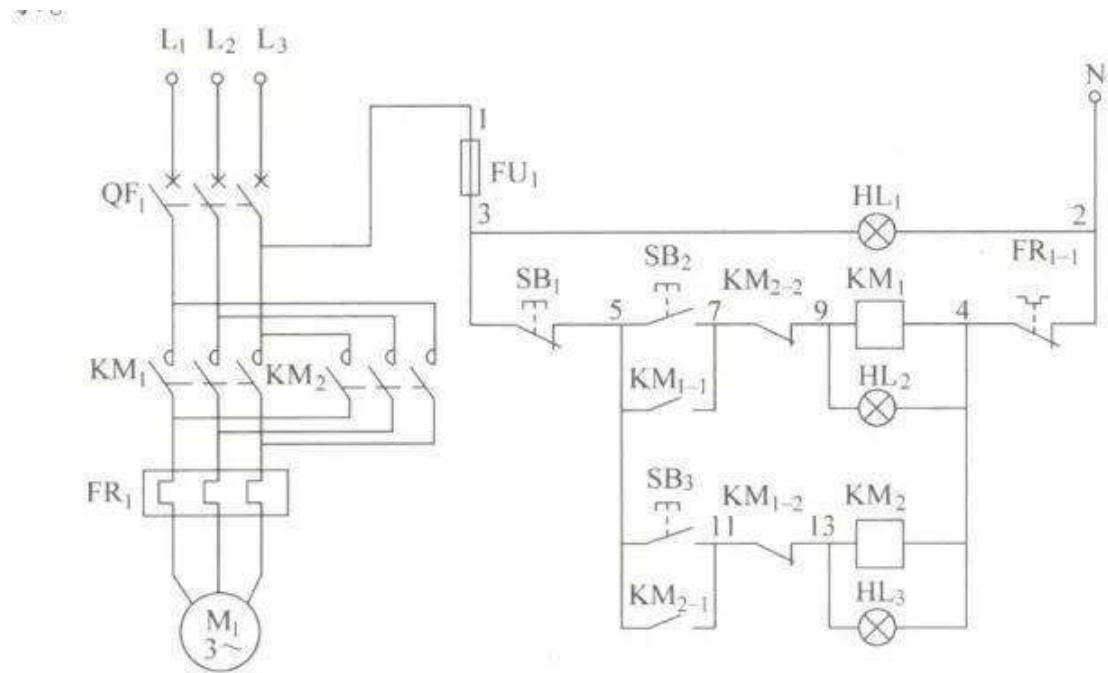 L₁ L₂ L₃
N
1
FU₁
QF₁
3
HL₁
2
SB₁
SB₂
KM₂₋₂
KM₁
FR₁₋₁
5
7
9
4
KM₁
KM₂
KM₁₋₁
HL₂
FR₁
SB₃
KM₁₋₂
KM₂
11
13
KM₂₋₁
HL₃
M₁
3~